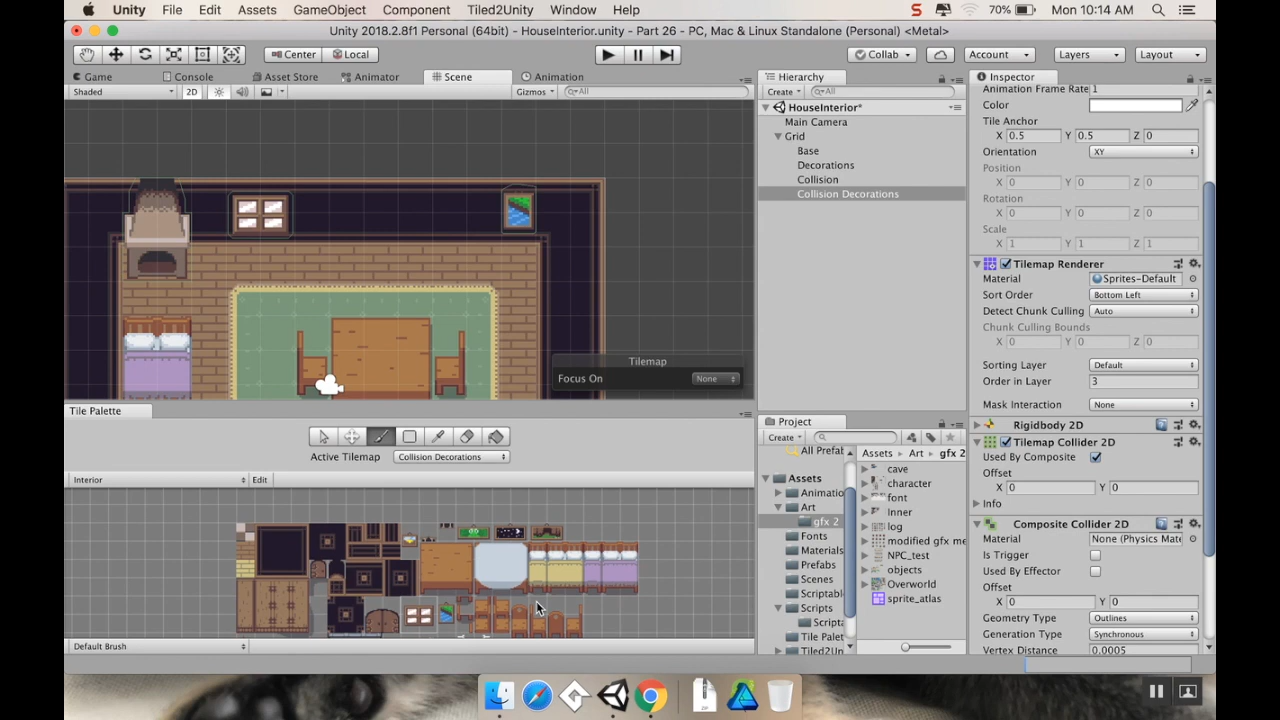 Unity File Edit Assets GameObject Component Tiled2Unity Window Help 70% Mon 10:14 AM
Unity 2018.2.8f1 Personal (64bit) - HouseInterior.unity - Part 26 - PC, Mac & Linux Standalone (Personal) <Metal>
Center Local Collab Account Layers Layout
Game Console Asset Store Animator Scene Animation
Shaded 2D Gizmos All
Tilemap
Focus On None
Tile Palette
Active Tilemap Collision Decorations
Interior Edit
Default Brush
Hierarchy
Create All
HouseInterior*
Main Camera
Grid
Base
Decorations
Collision
Collision Decorations
Project
Create
All Prefat
Assets
Animatio
Art
gfx 2
Fonts
Materials
Prefabs
Scenes
Scriptabl
Scripts
Scripta
Tile Palet
Tiled2Un
Assets Art gfx 2
cave
character
font
Inner
log
modified gfx me
NPC_test
objects
Overworld
sprite_atlas
Inspector
Animation Frame Rate 1
Color
Tile Anchor
X 0.5 Y 0.5 Z 0
Orientation XY
Position
X 0 Y 0 Z 0
Rotation
X 0 Y 0 Z 0
Scale
X 1 Y 1 Z 1
Tilemap Renderer
Material Sprites-Default
Sort Order Bottom Left
Detect Chunk Culling Auto
Chunk Culling Bounds
X 0 Y 0 Z 0
Sorting Layer Default
Order in Layer 3
Mask Interaction None
Rigidbody 2D
Tilemap Collider 2D
Used By Composite
Offset
X 0 Y 0
Info
Composite Collider 2D
Material None (Physics Mate
Is Trigger
Used By Effector
Offset
X 0 Y 0
Geometry Type Outlines
Generation Type Synchronous
Vertex Distance 0.0005